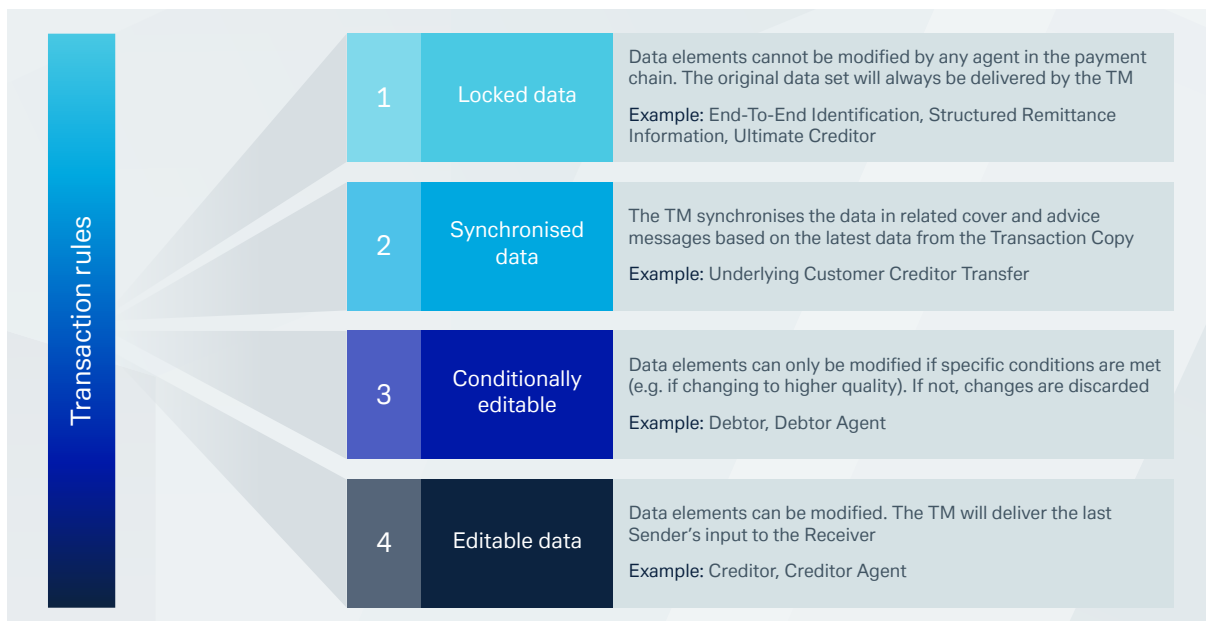 Transaction rules
1
Locked data
Data elements cannot be modified by any agent in the payment
chain. The original data set will always be delivered by the TM
Example: End-To-End Identification, Structured Remittance
Information, Ultimate Creditor
2
Synchronised
data
The TM synchronises the data in related cover and advice
messages based on the latest data from the Transaction Copy
Example: Underlying Customer Creditor Transfer
3
Conditionally
editable
Data elements can only be modified if specific conditions are met
(e.g. if changing to higher quality). If not, changes are discarded
Example: Debtor, Debtor Agent
4
Editable data
Data elements can be modified. The TM will deliver the last
Sender’s input to the Receiver
Example: Creditor, Creditor Agent